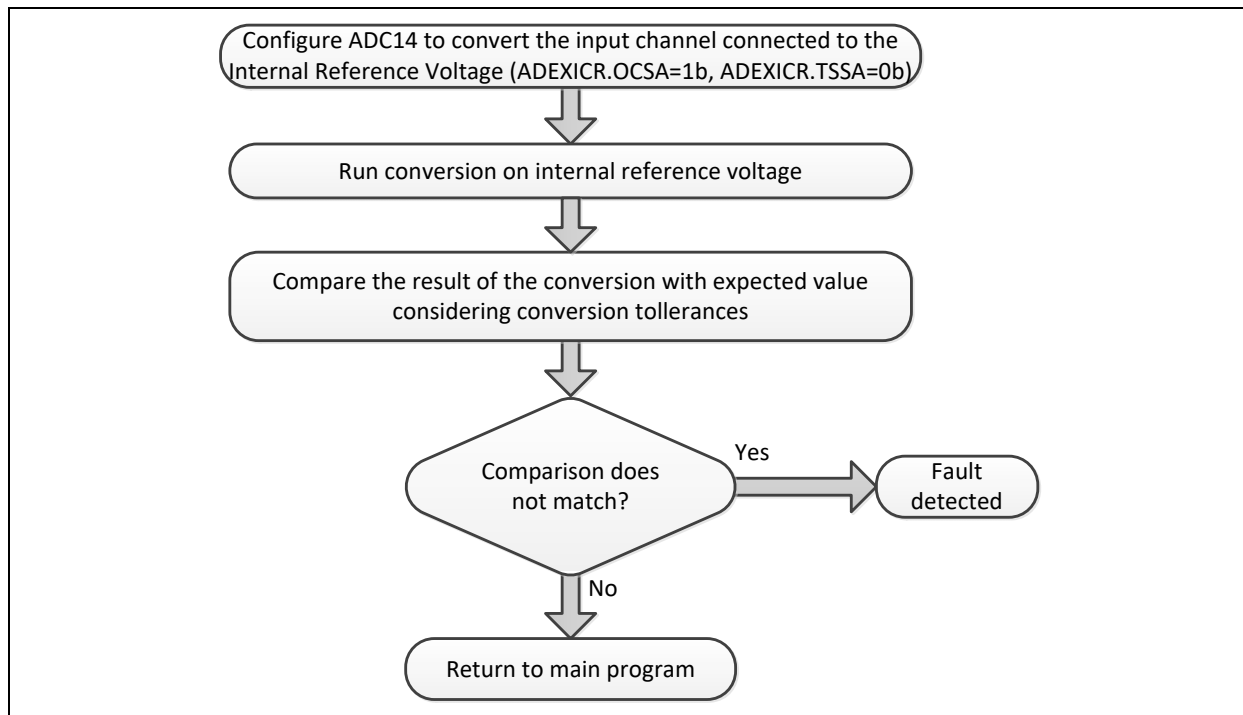 Configure ADC14 to convert the input channel connected to the
Internal Reference Voltage (ADEXICR.OCSA=1b, ADEXICR.TSSA=0b)
Run conversion on internal reference voltage
Compare the result of the conversion with expected value
considering conversion tollerances
Comparison does
not match?
Yes
Fault
detected
No
Return to main program